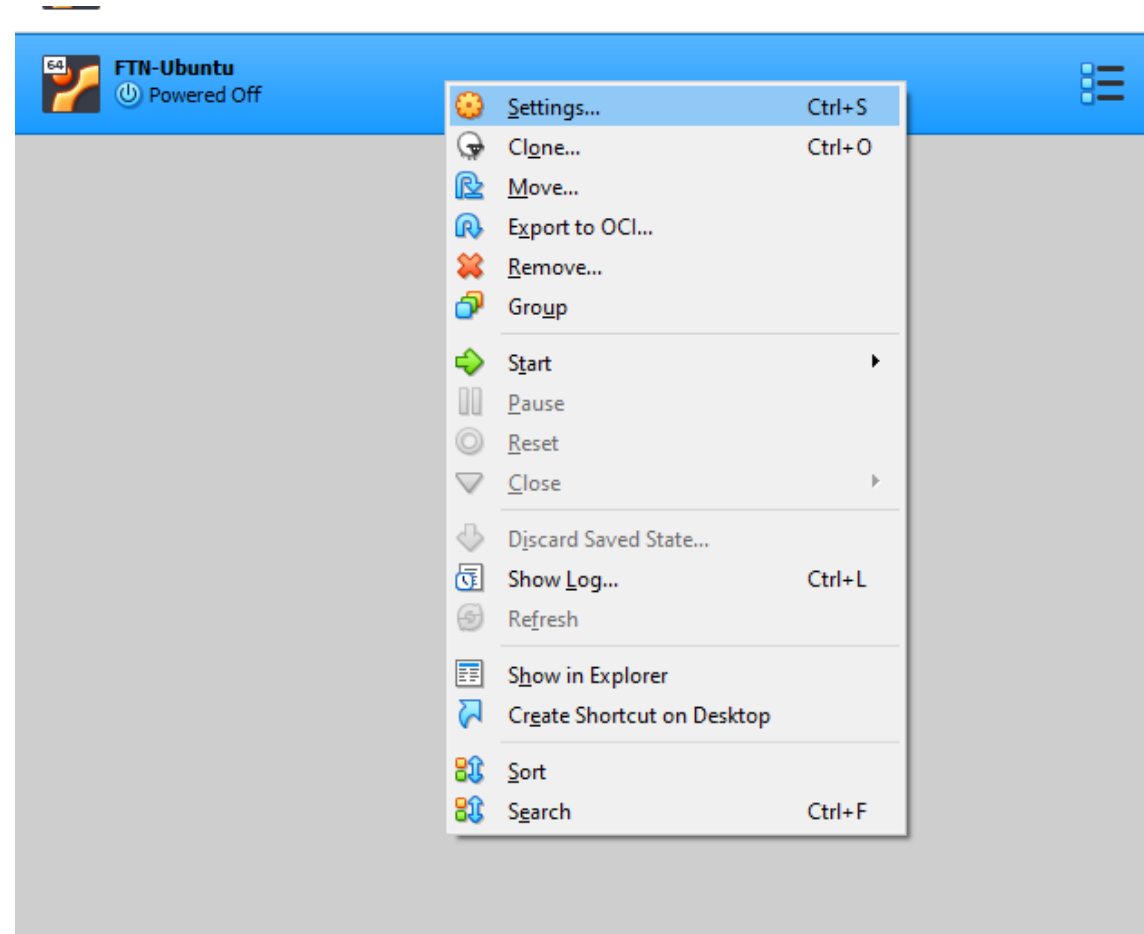 64
FTN-Ubuntu
Powered Off
Settings... Ctrl+S
Clone... Ctrl+O
Move...
Export to OCI...
Remove...
Group
Start
Pause
Reset
Close
Discard Saved State...
Show Log... Ctrl+L
Refresh
Show in Explorer
Create Shortcut on Desktop
Sort
Search Ctrl+F